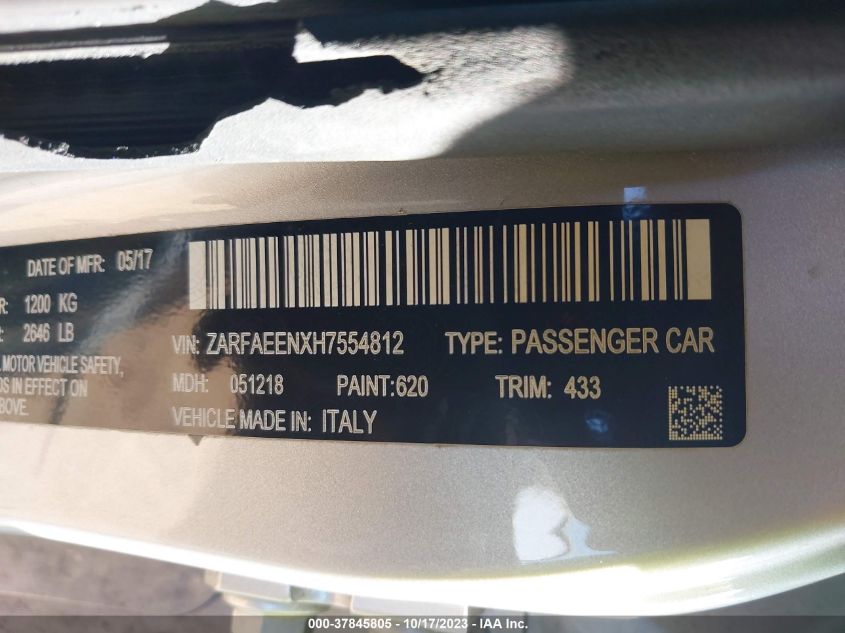 DATE OF MFR: 05/17
R: 1200 KG
R: 2646 LB
MOTOR VEHICLE SAFETY,
DS IN EFFECT ON
ABOVE.
VIN: ZARFAEENXH7554812 TYPE: PASSENGER CAR
MDH: 051218 PAINT:620 TRIM: 433
VEHICLE MADE IN: ITALY
000-37845805 - 10/17/2023 - IAA Inc.